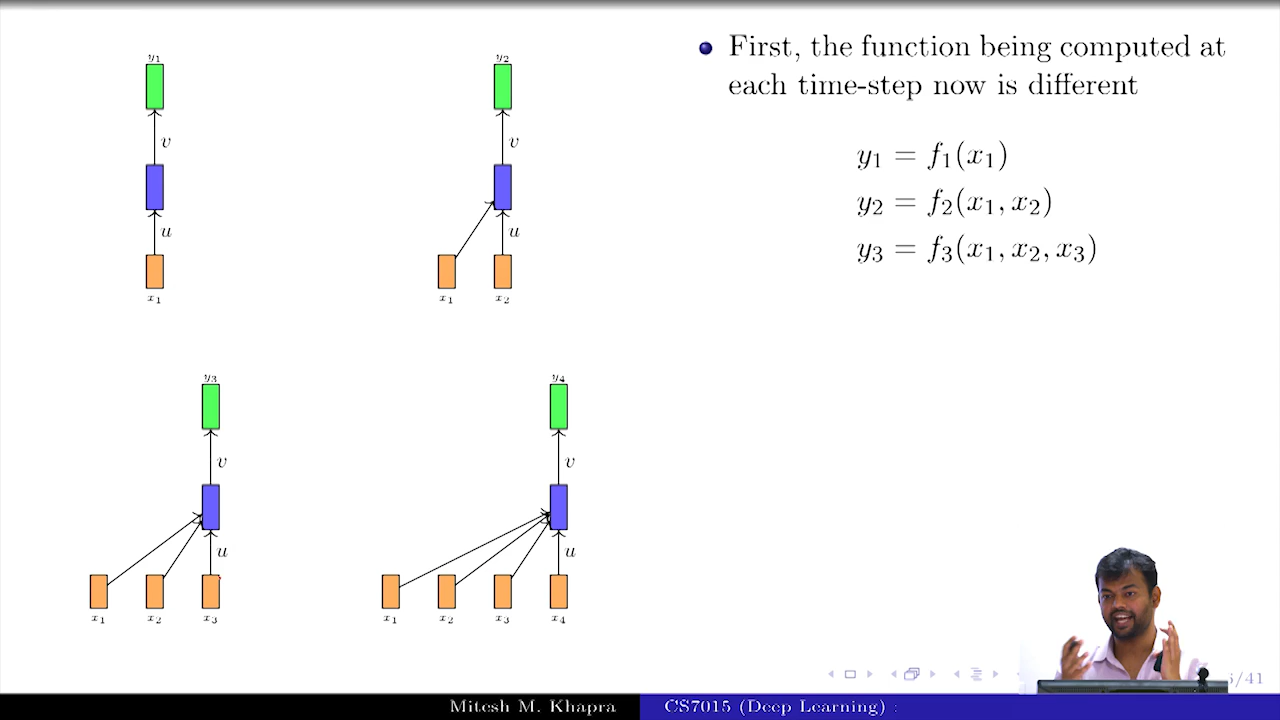 First, the function being computed at
each time-step now is different
y₁ = f₁(x₁)
y₂ = f₂(x₁, x₂)
y₃ = f₃(x₁, x₂, x₃)
y₁
v
u
x₁
y₂
v
u
x₁ x₂
y₃
v
u
x₁ x₂ x₃
y₄
v
u
x₁ x₂ x₃ x₄
/41
Mitesh M. Khapra CS7015 (Deep Learning) :